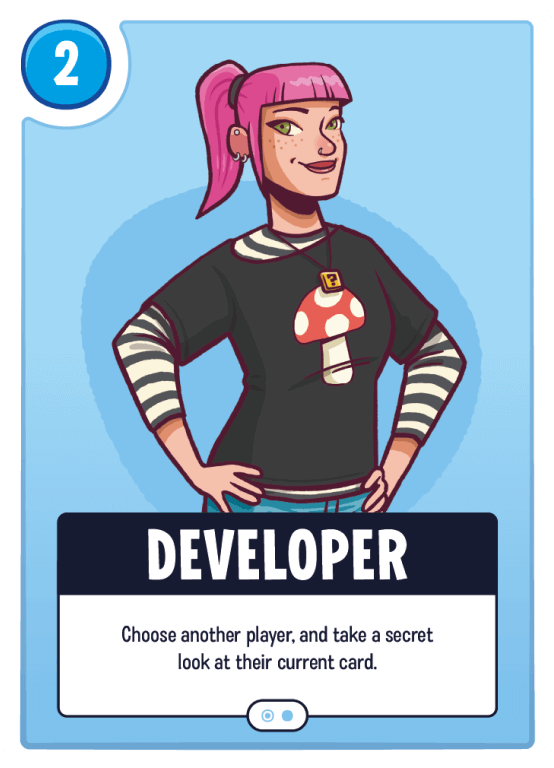 2
?
DEVELOPER
Choose another player, and take a secret
look at their current card.